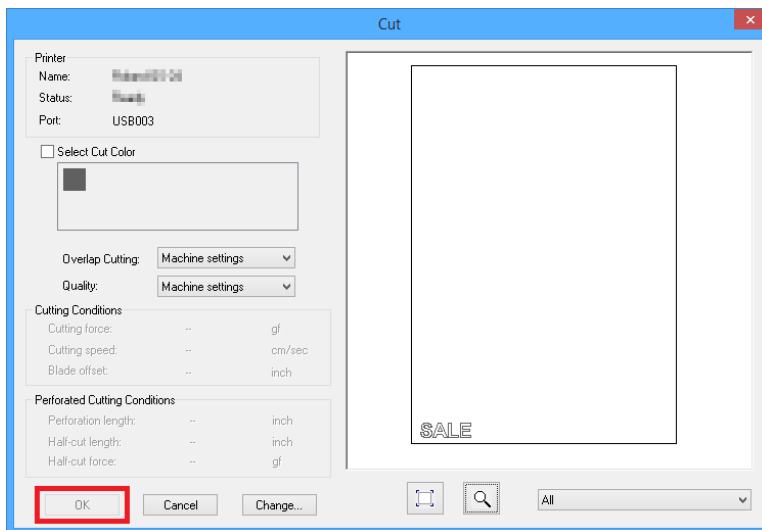 Cut
Printer
Name:
Status:
Port: USB003
Select Cut Color
Overlap Cutting: Machine settings
Quality: Machine settings
Cutting Conditions
Cutting force: -- gf
Cutting speed: -- cm/sec
Blade offset: -- inch
Perforated Cutting Conditions
Perforation length: -- inch
Half-cut length: -- inch
Half-cut force: -- gf
OK Cancel Change...
SALE
All